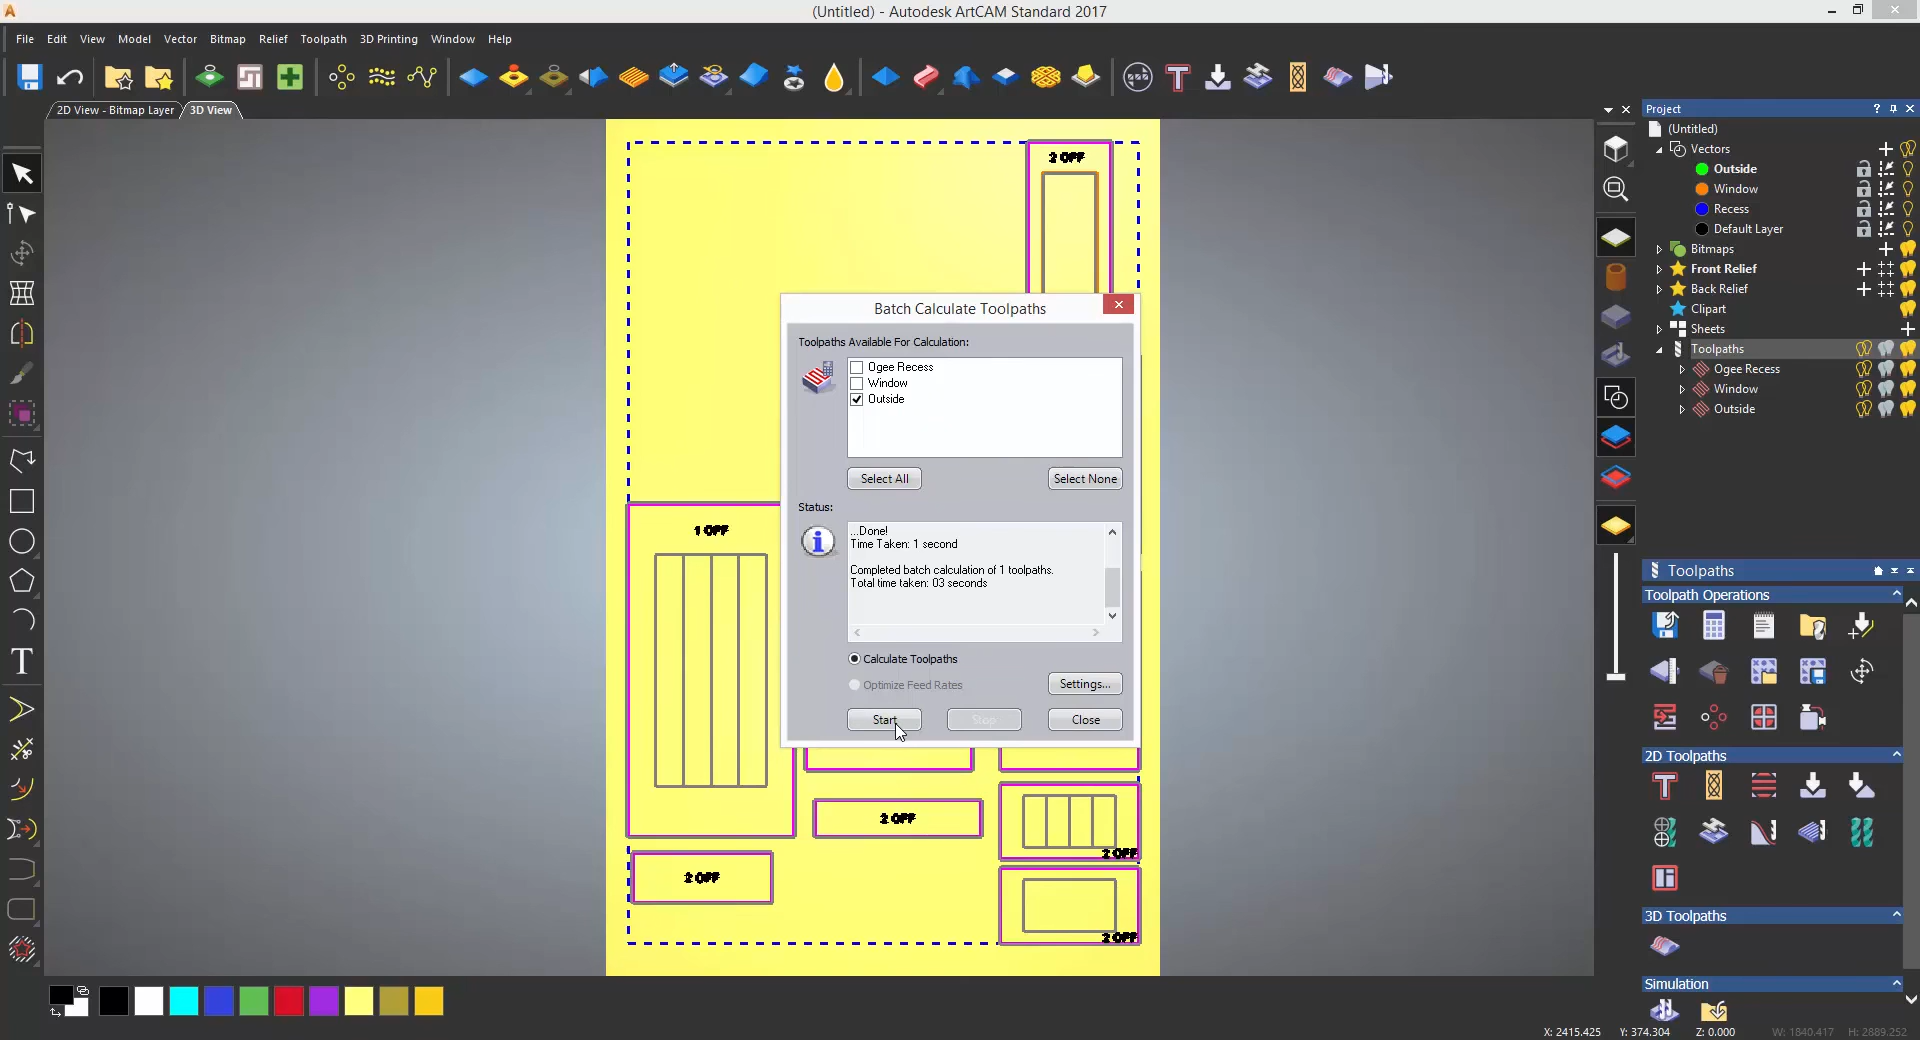 (Untitled) - Autodesk ArtCAM Standard 2017
File Edit View Model Vector Bitmap Relief Toolpath 3D Printing Window Help
2D View - Bitmap Layer
3D View
2 OFF
1 OFF
2 OFF
2 OFF
2 OFF
2 OFF
Batch Calculate Toolpaths
Toolpaths Available For Calculation:
Ogee Recess
Window
Outside
Select All
Select None
Status:
...Done!
Time Taken: 1 second
Completed batch calculation of 1 toolpaths.
Total time taken: 03 seconds
Calculate Toolpaths
Optimize Feed Rates
Settings...
Start
Stop
Close
Project
(Untitled)
Vectors
Outside
Window
Recess
Default Layer
Bitmaps
Front Relief
Back Relief
Clipart
Sheets
Toolpaths
Ogee Recess
Window
Outside
Toolpaths
Toolpath Operations
2D Toolpaths
3D Toolpaths
Simulation
X: 2415.425 Y: 374.304 Z: 0.000 W: 1840.417 H: 2889.252